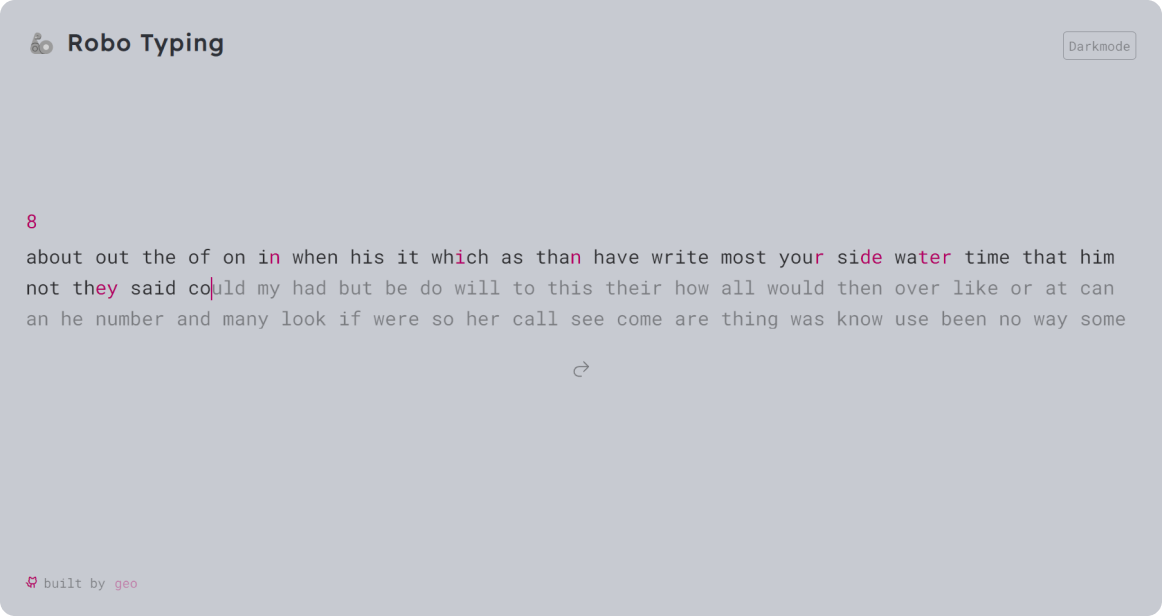 Robo Typing
Darkmode
8
about out the of on in when his it which as than have write most your side water time that him
not they said could my had but be do will to this their how all would then over like or at can
an he number and many look if were so her call see come are thing was know use been no way some
built by geo